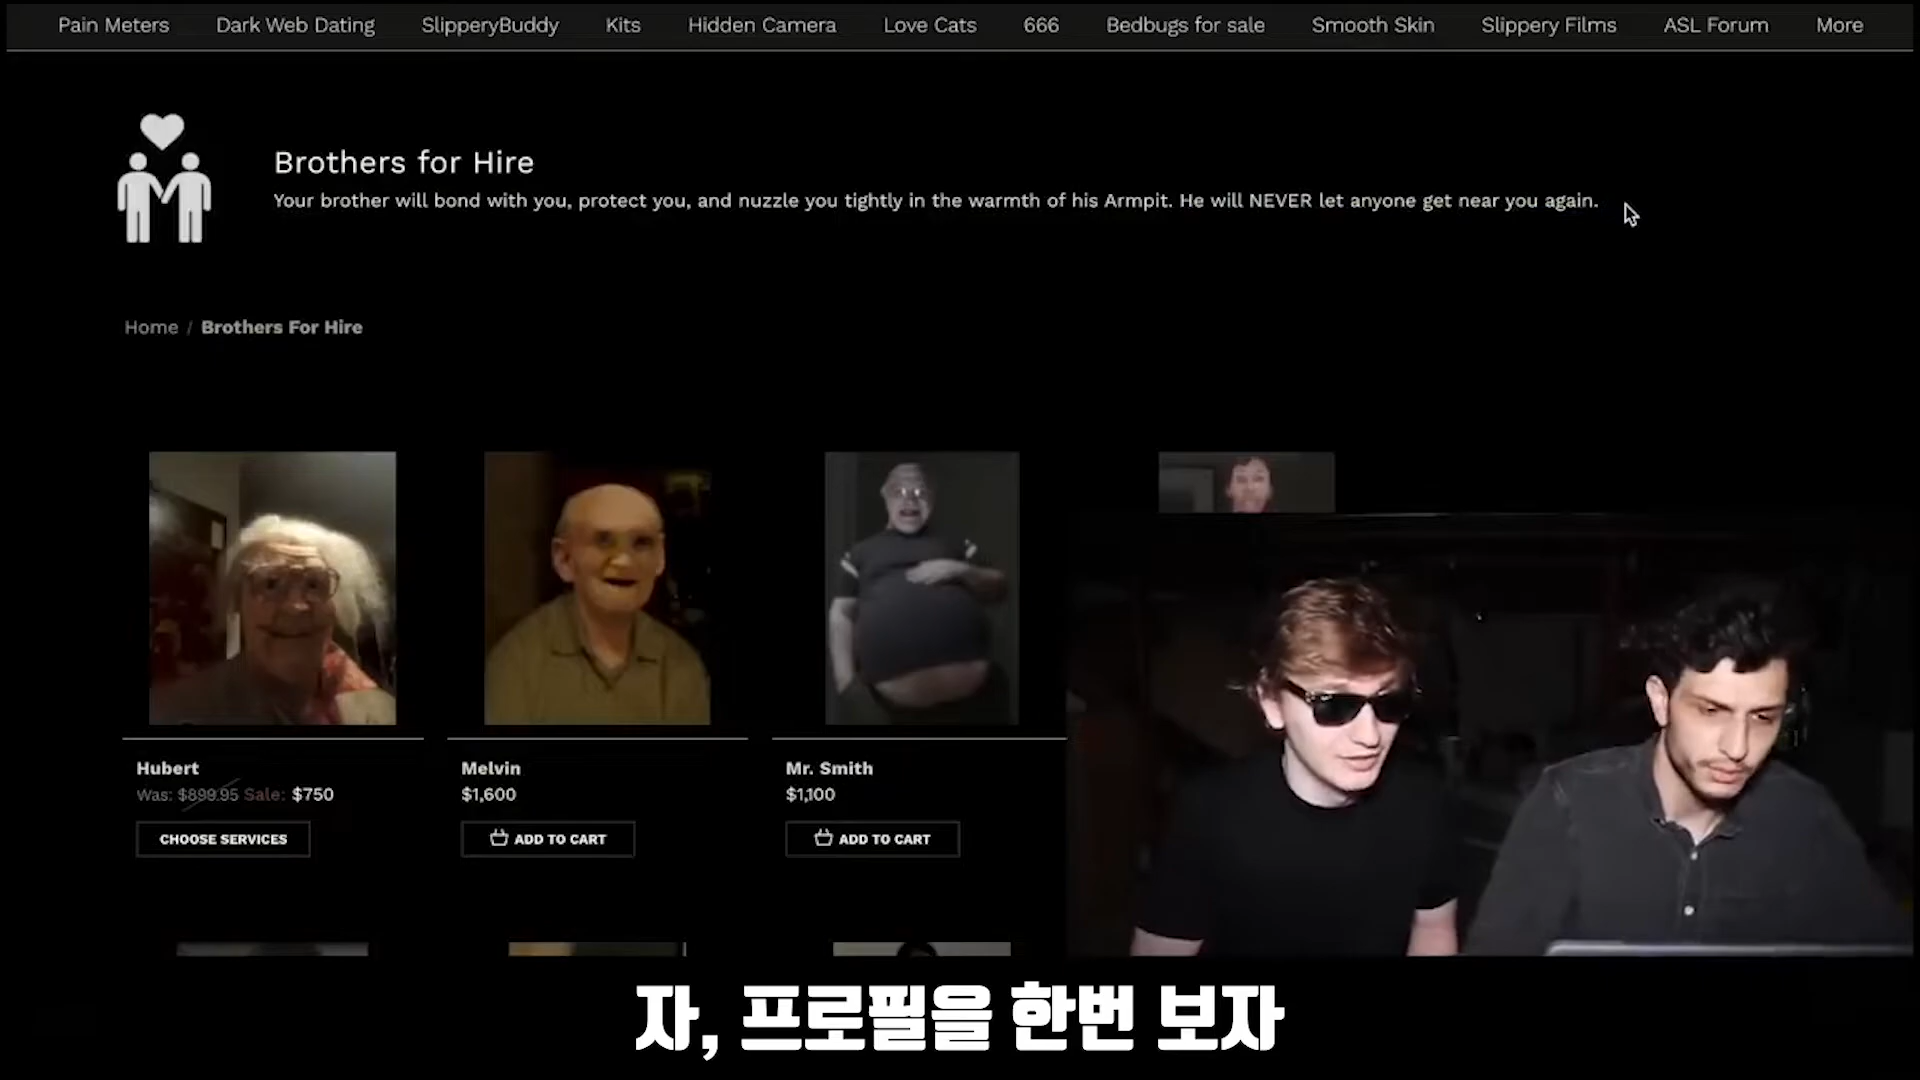 Pain Meters Dark Web Dating SlipperyBuddy Kits Hidden Camera Love Cats 666 Bedbugs for sale Smooth Skin Slippery Films ASL Forum More
Brothers for Hire
Your brother will bond with you, protect you, and nuzzle you tightly in the warmth of his Armpit. He will NEVER let anyone get near you again.
Home / Brothers For Hire
Hubert
Was: $899.95 Sale: $750
CHOOSE SERVICES
Melvin
$1,600
ADD TO CART
Mr. Smith
$1,100
ADD TO CART
자, 프로필을 한번 보자